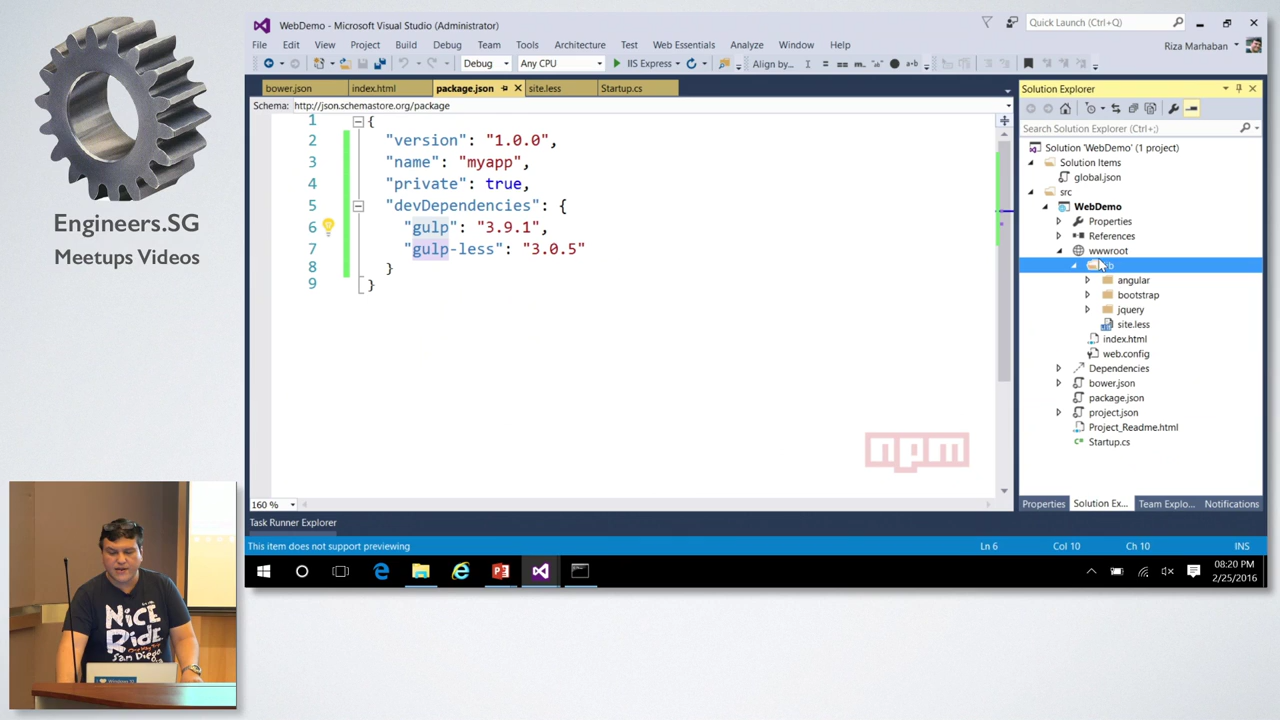 Engineers.SG
Meetups Videos
NiCE
RiDE
San Diego
WebDemo - Microsoft Visual Studio (Administrator)
Quick Launch (Ctrl+Q)
File Edit View Project Build Debug Team Tools Architecture Test Web Essentials Analyze Window Help
Riza Marhaban
Debug Any CPU IIS Express Align by...
bower.json index.html package.json site.less Startup.cs
Schema: http://json.schemastore.org/package
1 {
2 "version": "1.0.0",
3 "name": "myapp",
4 "private": true,
5 "devDependencies": {
6 "gulp": "3.9.1",
7 "gulp-less": "3.0.5"
8 }
9 }
npm
160 %
Task Runner Explorer
This item does not support previewing
Ln 6 Col 10 Ch 10 INS
Solution Explorer
Search Solution Explorer (Ctrl+;)
Solution 'WebDemo' (1 project)
Solution Items
global.json
src
WebDemo
Properties
References
wwwroot
angular
bootstrap
jquery
site.less
index.html
web.config
Dependencies
bower.json
package.json
project.json
Project_Readme.html
Startup.cs
Properties Solution Ex... Team Explo... Notifications
08:20 PM
2/25/2016